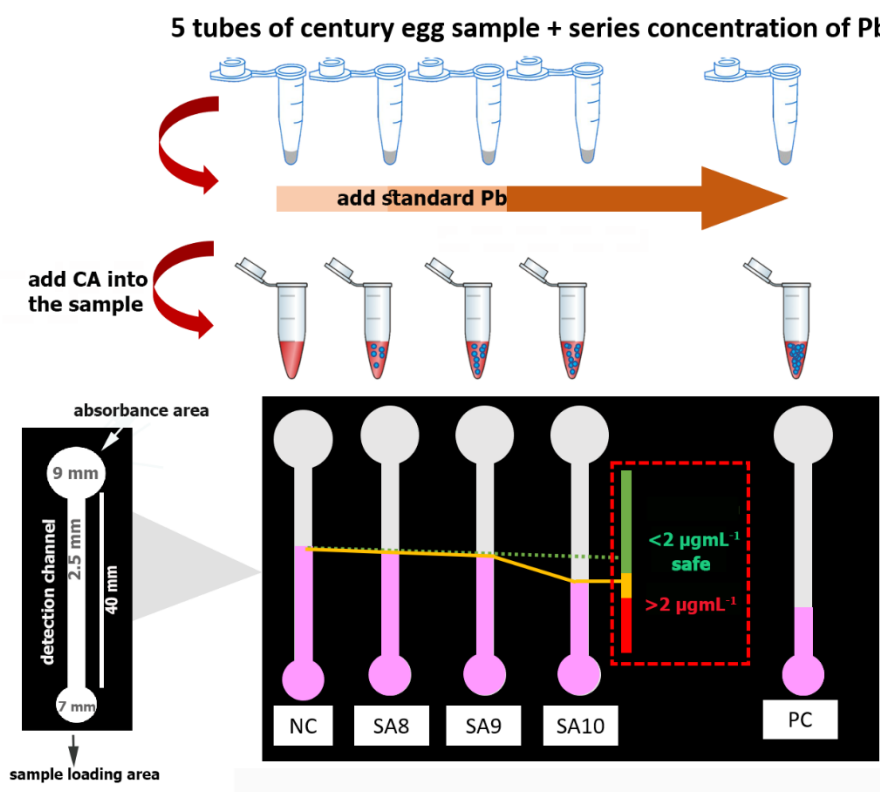 5 tubes of century egg sample + series concentration of Pb
add standard Pb
add CA into
the sample
absorbance area
9 mm
2.5 mm
detection channel
40 mm
7 mm
sample loading area
<2 µgmL⁻¹
safe
>2 µgmL⁻¹
NC
SA8
SA9
SA10
PC